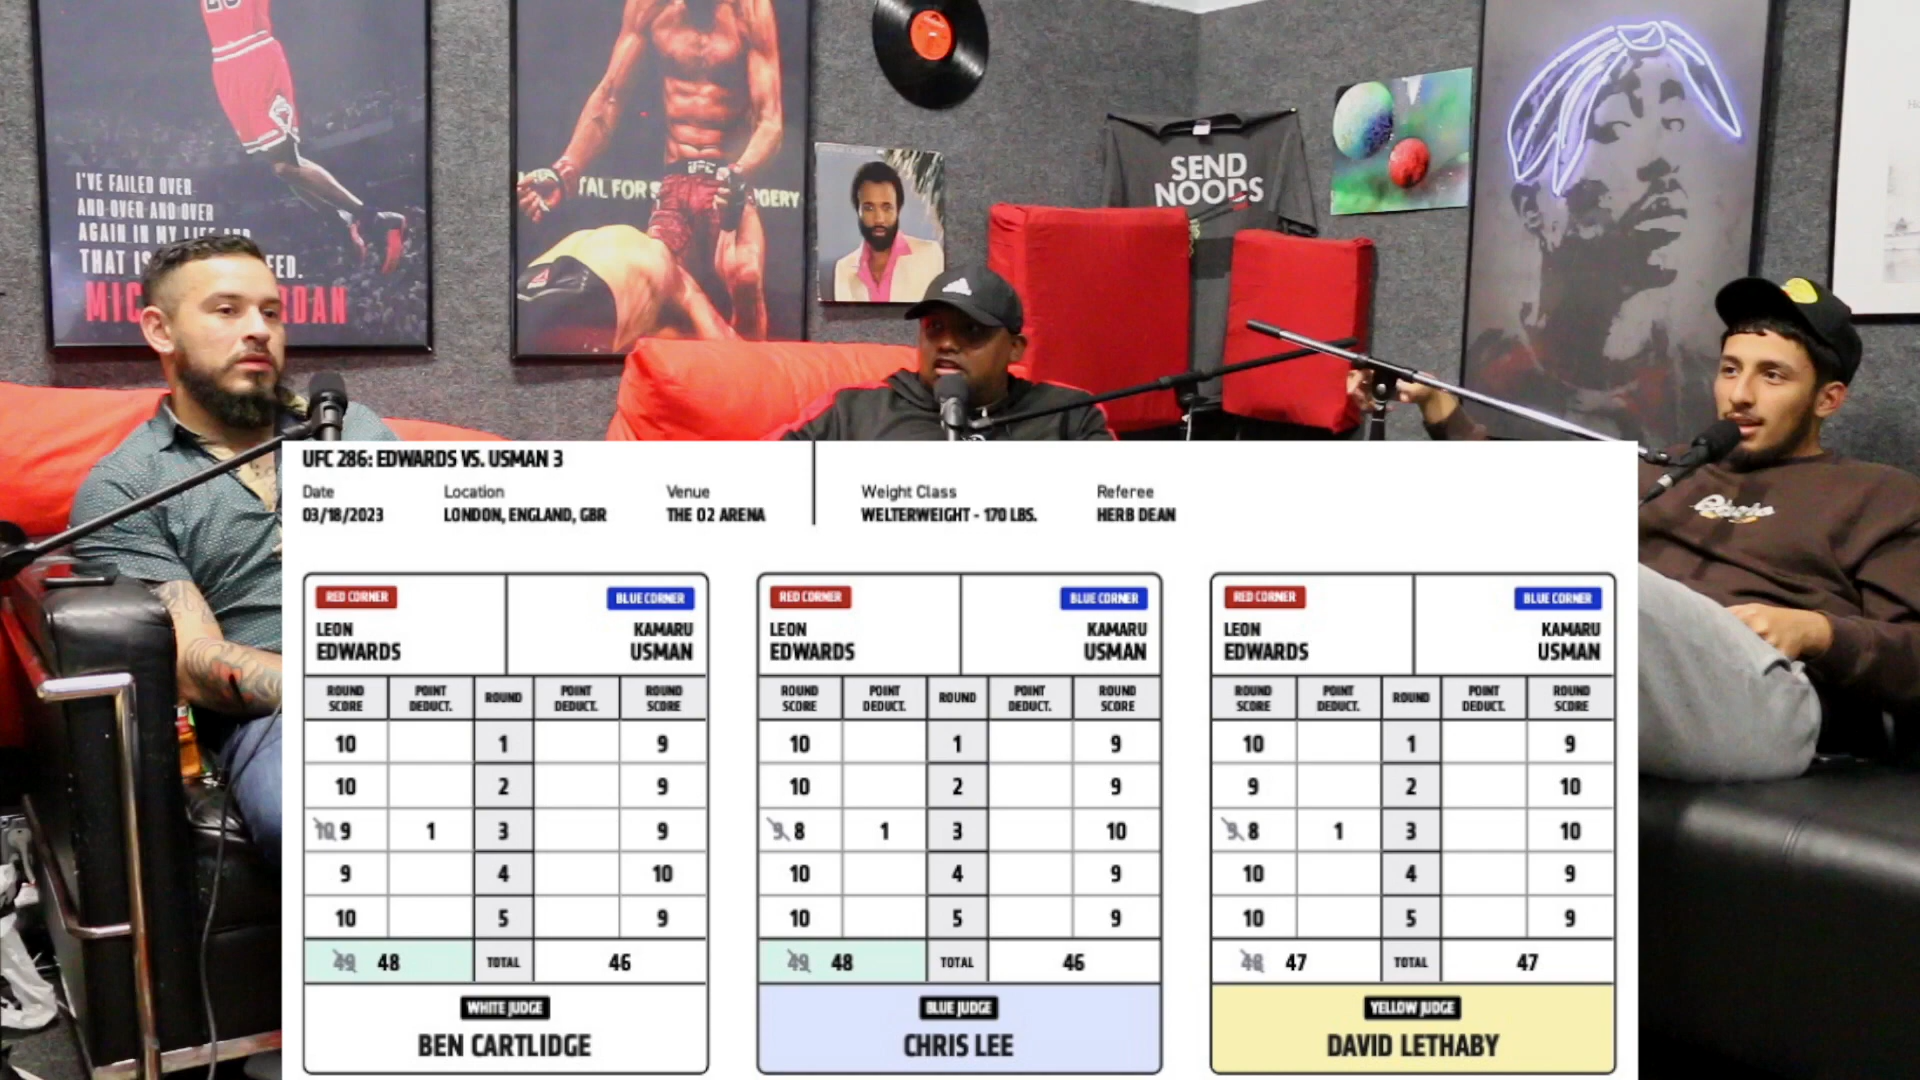 I'VE FAILED OVER
AND OVER AND OVER
AGAIN IN MY LIFE AND
THAT IS
UFC
SEND
NOODS
UFC 286: EDWARDS VS. USMAN 3
Date
03/18/2023
Location
LONDON, ENGLAND, GBR
Venue
THE O2 ARENA
Weight Class
WELTERWEIGHT - 170 LBS.
Referee
HERB DEAN
RED CORNER BLUE CORNER
LEON KAMARU
EDWARDS USMAN
ROUND SCORE POINT DEDUCT. ROUND POINT DEDUCT. ROUND SCORE
10 1 9
10 2 9
10 9 1 3 9
9 4 10
10 5 9
49 48 TOTAL 46
WHITE JUDGE
BEN CARTLIDGE
RED CORNER BLUE CORNER
LEON KAMARU
EDWARDS USMAN
ROUND SCORE POINT DEDUCT. ROUND POINT DEDUCT. ROUND SCORE
10 1 9
10 2 9
9 8 1 3 10
10 4 9
10 5 9
49 48 TOTAL 46
BLUE JUDGE
CHRIS LEE
RED CORNER BLUE CORNER
LEON KAMARU
EDWARDS USMAN
ROUND SCORE POINT DEDUCT. ROUND POINT DEDUCT. ROUND SCORE
10 1 9
9 2 10
9 8 1 3 10
10 4 9
10 5 9
48 47 TOTAL 47
YELLOW JUDGE
DAVID LETHABY